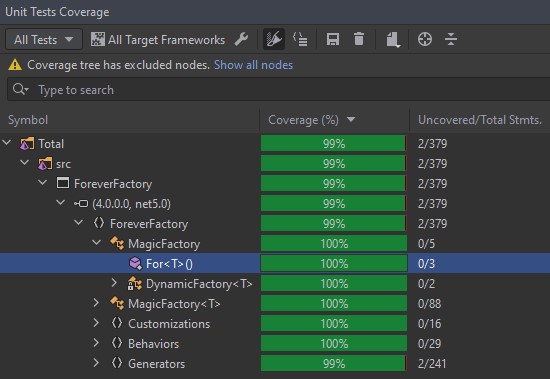 Unit Tests Coverage
All Tests All Target Frameworks
Coverage tree has excluded nodes. Show all nodes
Type to search
Symbol Coverage (%) Uncovered/Total Stmts.
Total 99% 2/379
src 99% 2/379
ForeverFactory 99% 2/379
(4.0.0.0, net5.0) 99% 2/379
ForeverFactory 99% 2/379
MagicFactory 100% 0/5
For<T>() 100% 0/3
DynamicFactory<T> 100% 0/2
MagicFactory<T> 100% 0/88
Customizations 100% 0/16
Behaviors 100% 0/29
Generators 99% 2/241